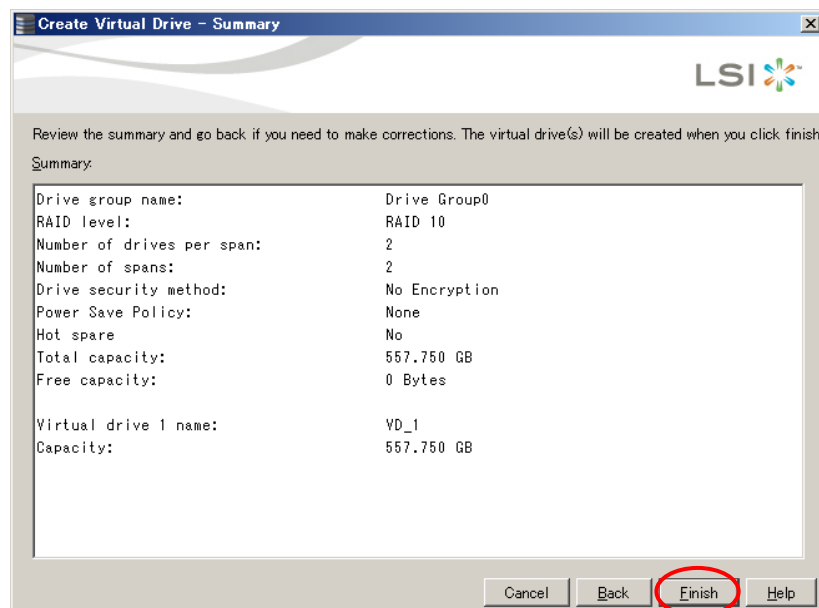 Create Virtual Drive - Summary
LSI
Review the summary and go back if you need to make corrections. The virtual drive(s) will be created when you click finish
Summary:
Drive group name: Drive Group0
RAID level: RAID 10
Number of drives per span: 2
Number of spans: 2
Drive security method: No Encryption
Power Save Policy: None
Hot spare No
Total capacity: 557.750 GB
Free capacity: 0 Bytes
Virtual drive 1 name: VD_1
Capacity: 557.750 GB
Cancel Back Finish Help